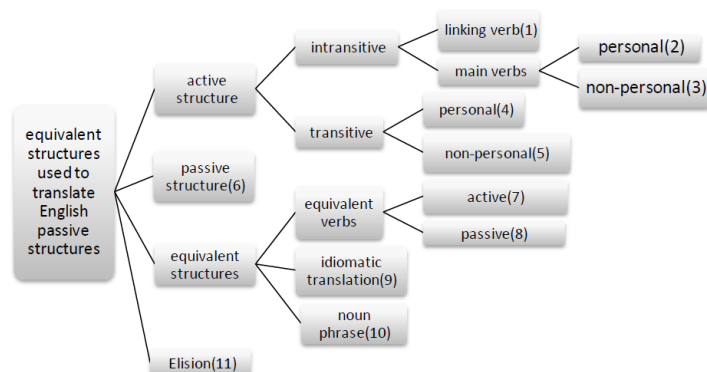 equivalent
structures
used to
translate
English
passive
structures
active
structure
intransitive
linking verb(1)
main verbs
personal(2)
non-personal(3)
transitive
personal(4)
non-personal(5)
passive
structure(6)
equivalent
structures
equivalent
verbs
active(7)
passive(8)
idiomatic
translation(9)
noun
phrase(10)
Elision(11)